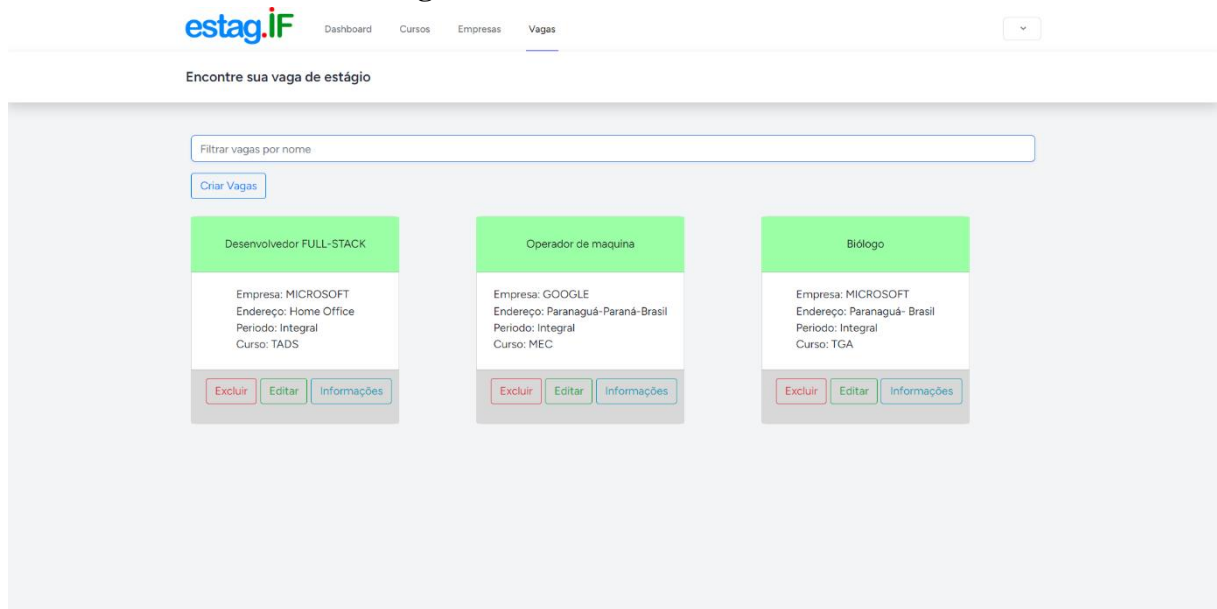 estag.IF
Dashboard Cursos Empresas Vagas
Encontre sua vaga de estágio
Filtrar vagas por nome
Criar Vagas
Desenvolvedor FULL-STACK
Empresa: MICROSOFT
Endereço: Home Office
Periodo: Integral
Curso: TADS
Excluir Editar Informações
Operador de maquina
Empresa: GOOGLE
Endereço: Paranaguá-Paraná-Brasil
Periodo: Integral
Curso: MEC
Excluir Editar Informações
Biólogo
Empresa: MICROSOFT
Endereço: Paranaguá- Brasil
Periodo: Integral
Curso: TGA
Excluir Editar Informações